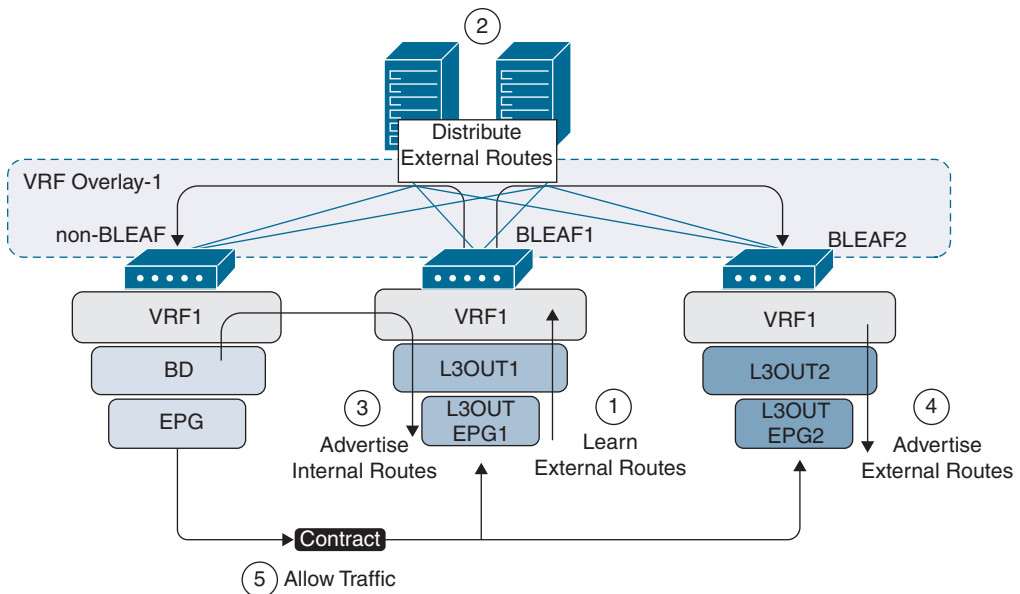 2
Distribute
External Routes
VRF Overlay-1
non-BLEAF
BLEAF1
BLEAF2
VRF1
VRF1
VRF1
BD
L3OUT1
L3OUT2
EPG
L3OUT
EPG1
L3OUT
EPG2
3
Advertise
Internal Routes
1
Learn
External Routes
4
Advertise
External Routes
Contract
5 Allow Traffic